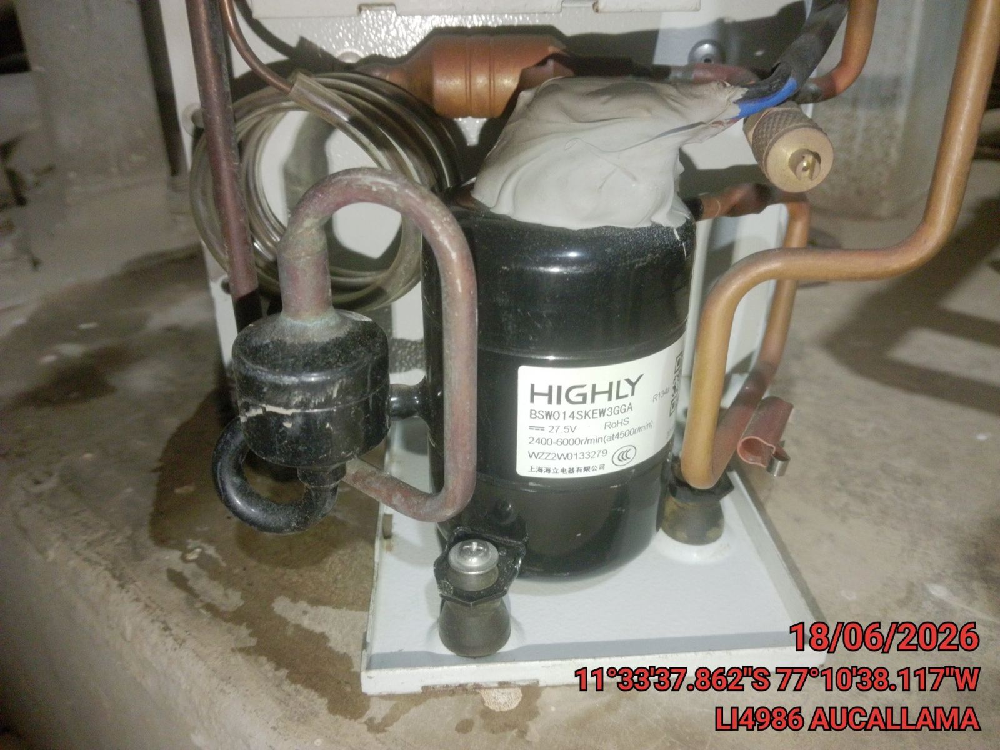 HIGHLY
R134a
BSW014SKEW3GGA
27.5V RoHS
2400-6000r/min(at4500r/min)
WZZ2W0133279 CCC
上海海立电器有限公司
18/06/2026
11°33'37.862"S 77°10'38.117"W
LI4986 AUCALLAMA